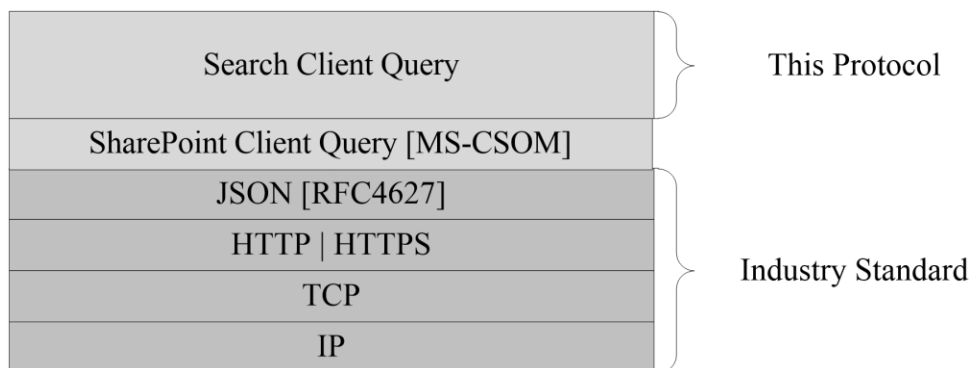 Search Client Query
This Protocol
SharePoint Client Query [MS-CSOM]
JSON [RFC4627]
HTTP | HTTPS
Industry Standard
TCP
IP